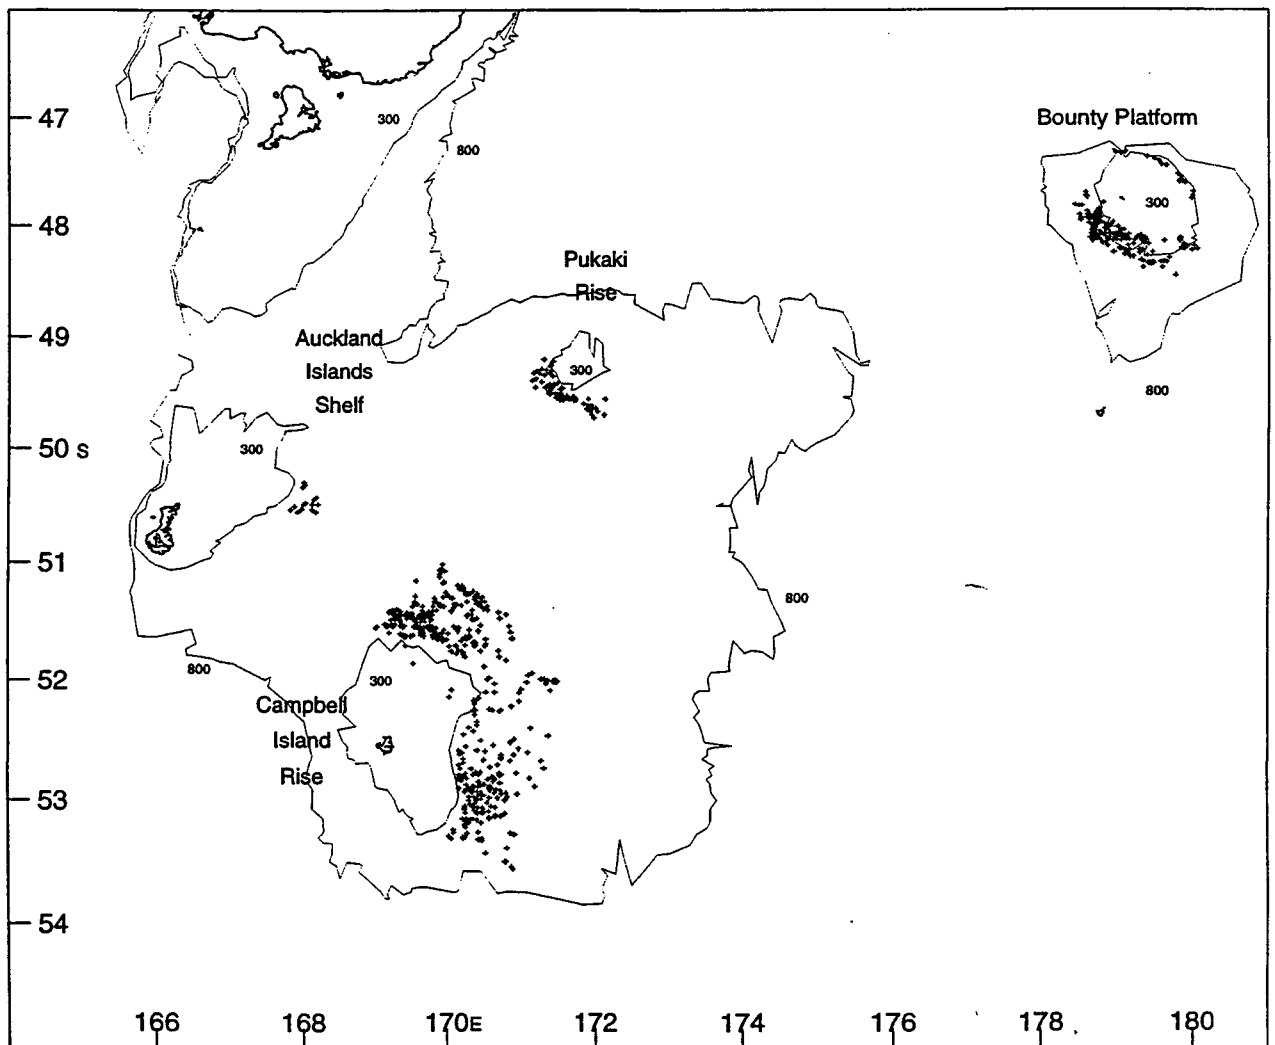 47
300
800
Bounty Platform
300
48
Pukaki
Rise
49
Auckland
Islands
Shelf
300
800
50 S
300
51
800
800
52
300
Campbell
Island
Rise
53
54
166
168
170E
172
174
176
178
180